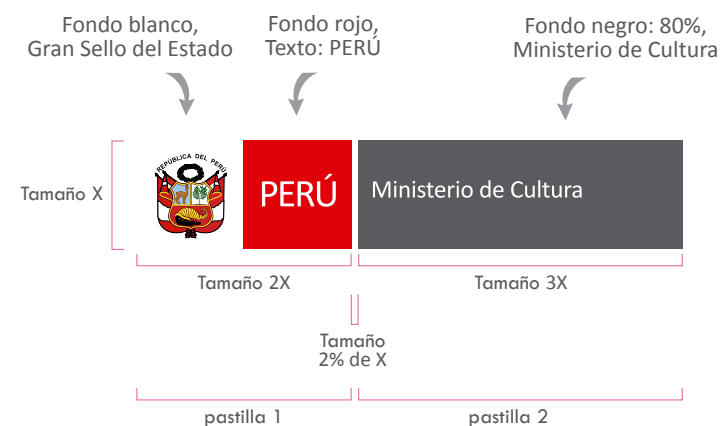 Fondo blanco,
Gran Sello del Estado
Fondo rojo,
Texto: PERÚ
Fondo negro: 80%,
Ministerio de Cultura
Tamaño X
REPÚBLICA DEL PERÚ
PERÚ
Ministerio de Cultura
Tamaño 2X
Tamaño 3X
Tamaño
2% de X
pastilla 1
pastilla 2